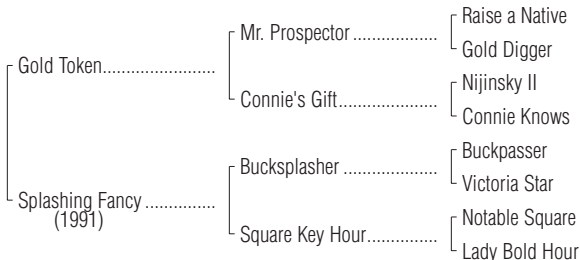 Raise a Native
Mr. Prospector ....................
Gold Digger
Gold Token..........................
Nijinsky II
Connie's Gift.......................
Connie Knows
Buckpasser
Bucksplasher ......................
Victoria Star
Splashing Fancy ................
(1991)
Notable Square
Square Key Hour.................
Lady Bold Hour